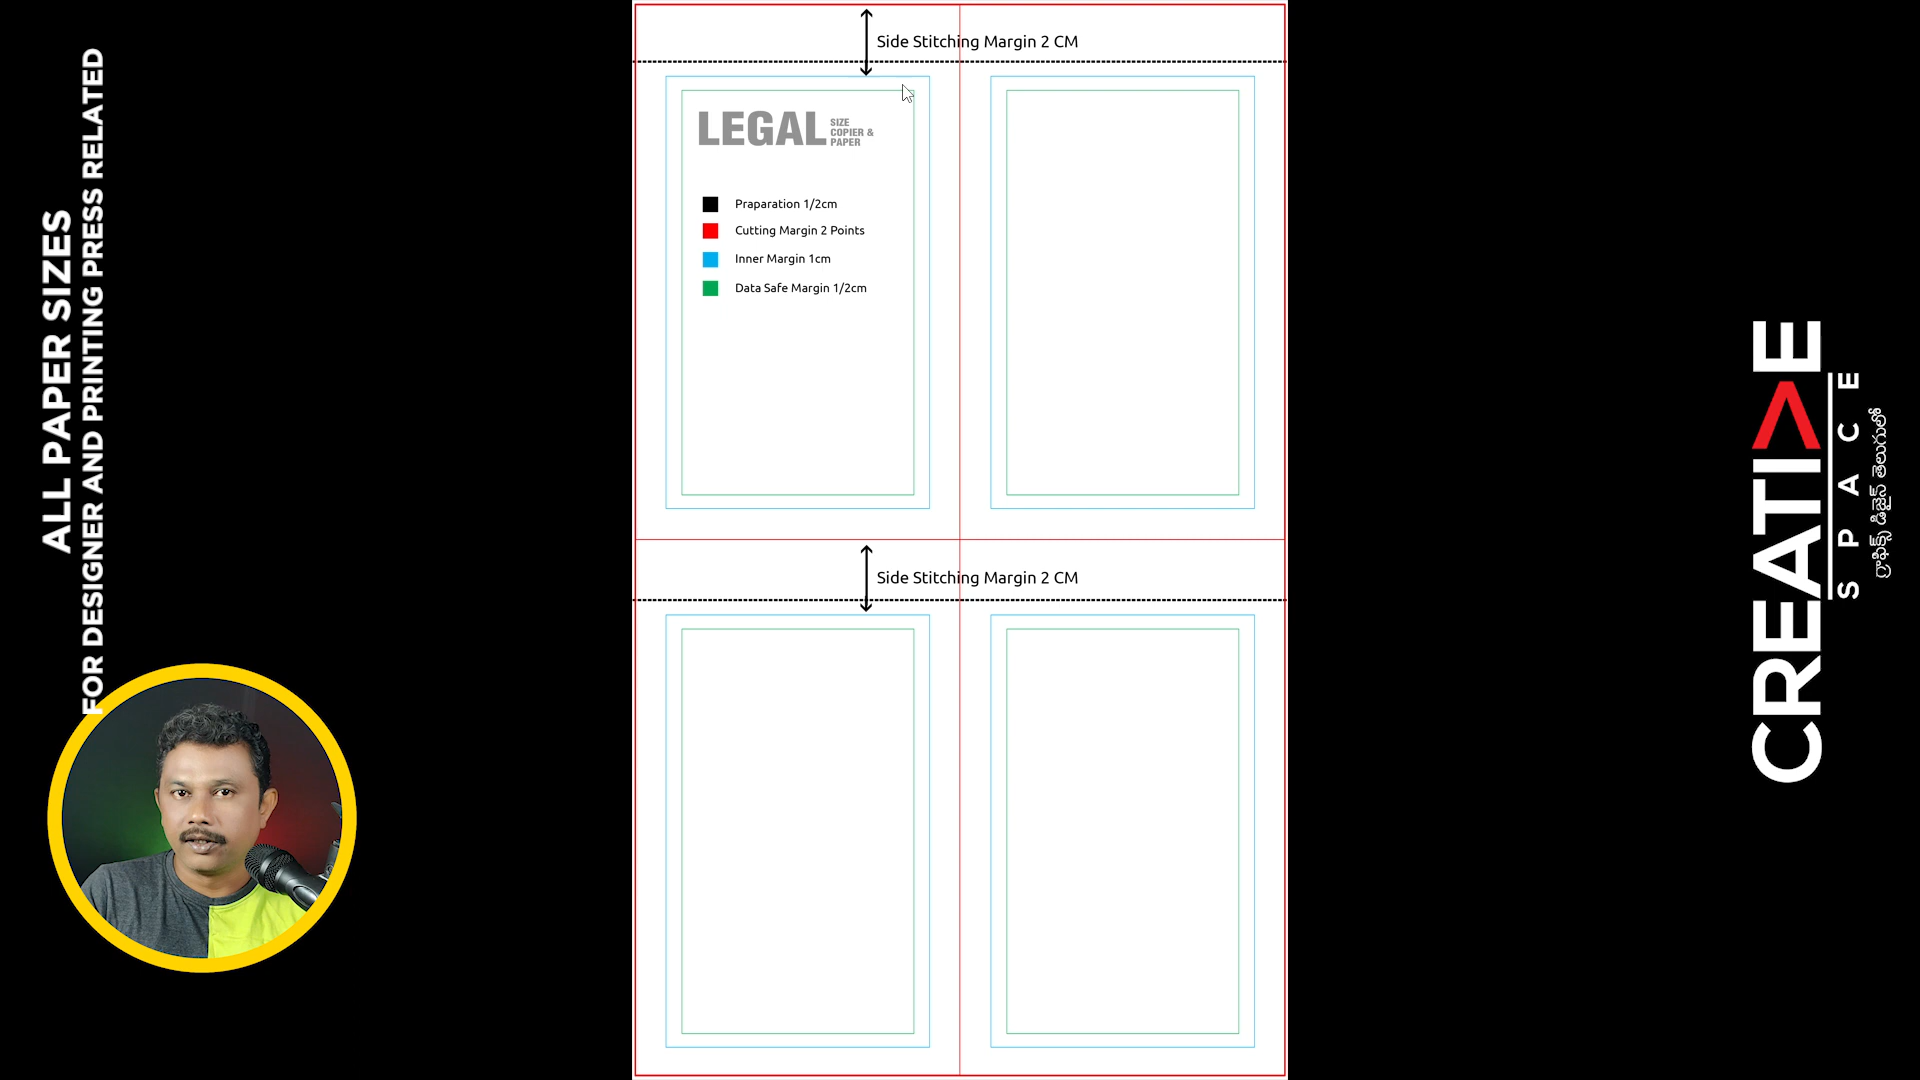 ALL PAPER SIZES
FOR DESIGNER AND PRINTING PRESS RELATED
Side Stitching Margin 2 CM
LEGAL SIZE
COPIER &
PAPER
Praparation 1/2cm
Cutting Margin 2 Points
Inner Margin 1cm
Data Safe Margin 1/2cm
Side Stitching Margin 2 CM
CREATIVE
SPACE
గ్రాఫిక్స్ డిజైన్ తెలుగులో